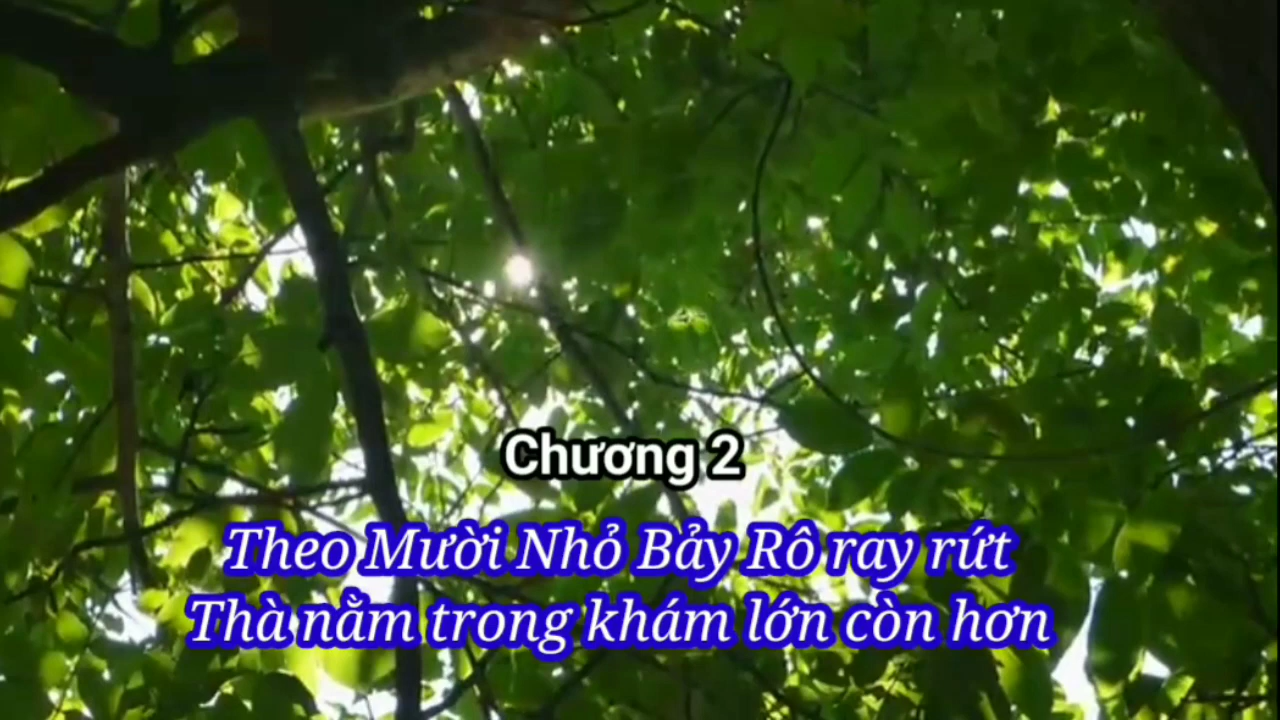 Chương 2
Theo Mười Nhỏ Bảy Rô ray rứt
Thà nằm trong khám lớn còn hơn